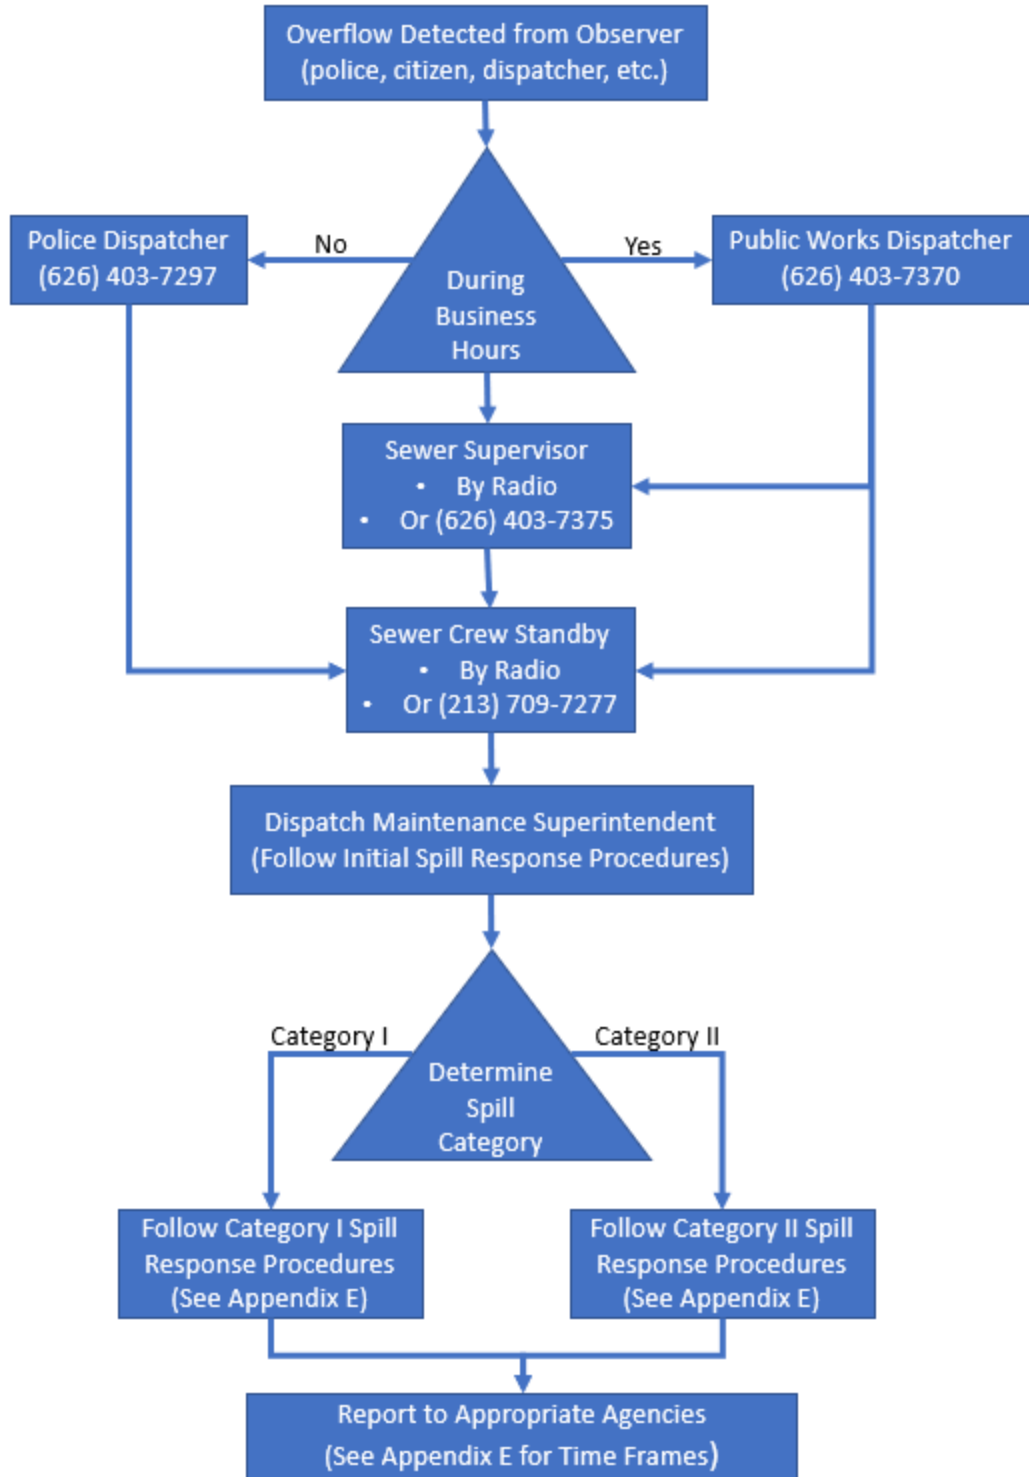 Overflow Detected from Observer
(police, citizen, dispatcher, etc.)
No
Yes
Police Dispatcher
(626) 403-7297
Public Works Dispatcher
(626) 403-7370
During
Business
Hours
Sewer Supervisor
• By Radio
• Or (626) 403-7375
Sewer Crew Standby
• By Radio
• Or (213) 709-7277
Dispatch Maintenance Superintendent
(Follow Initial Spill Response Procedures)
Category I
Category II
Determine
Spill
Category
Follow Category I Spill
Response Procedures
(See Appendix E)
Follow Category II Spill
Response Procedures
(See Appendix E)
Report to Appropriate Agencies
(See Appendix E for Time Frames)